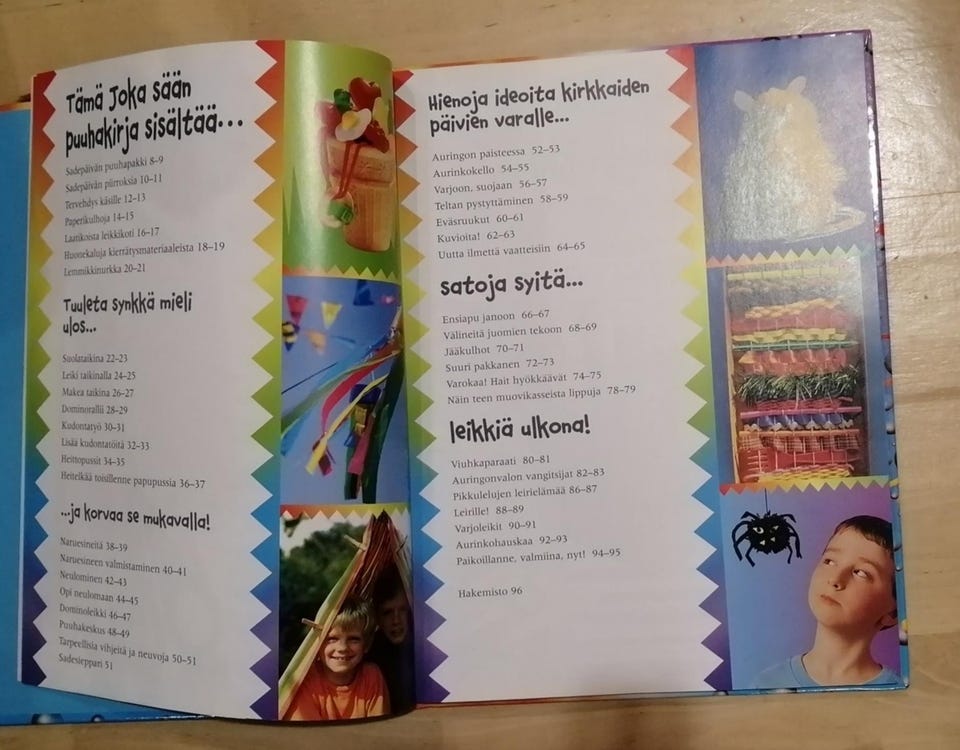 Tämä Joka sään
puuhakirja sisältää...
Sadepäivän puuhapakki 8–9
Sadepäivän piirroksia 10–11
Tervehdys käsille 12–13
Paperikulhoja 14–15
Laatikoista leikkikoti 16–17
Huonekaluja kierrätysmateriaaleista 18–19
Lemmikkinurkka 20–21
Tuuleta synkkä mieli
ulos...
Suolataikina 22–23
Leiki taikinalla 24–25
Makea taikina 26–27
Dominorallii 28–29
Kudontatyö 30–31
Lisää kudontatöitä 32–33
Heittopussit 34–35
Heitelkää toisillenne papupussia 36–37
...ja korvaa se mukavalla!
Naruesineitä 38–39
Naruesineen valmistaminen 40–41
Neulominen 42–43
Opi neulomaan 44–45
Dominoleikki 46–47
Puuhakeskus 48–49
Tarpeellisia vihjeitä ja neuvoja 50–51
Sadesieppari 51
Hienoja ideoita kirkkaiden
päivien varalle...
Auringon paisteessa 52–53
Aurinkokello 54–55
Varjoon, suojaan 56–57
Teltan pystyttäminen 58–59
Eväsruukut 60–61
Kuvioita! 62–63
Uutta ilmettä vaatteisiin 64–65
satoja syitä...
Ensiapu janoon 66–67
Välineitä juomien tekoon 68–69
Jääkulhot 70–71
Suuri pakkanen 72–73
Varokaa! Hait hyökkäävät 74–75
Näin teen muovikasseista lippuja 78–79
leikkiä ulkona!
Viuhkaparaati 80–81
Auringonvalon vangitsijat 82–83
Pikkulelujen leirielämää 86–87
Leirille! 88–89
Varjoleikit 90–91
Aurinkohauskaa 92–93
Paikoillanne, valmiina, nyt! 94–95
Hakemisto 96